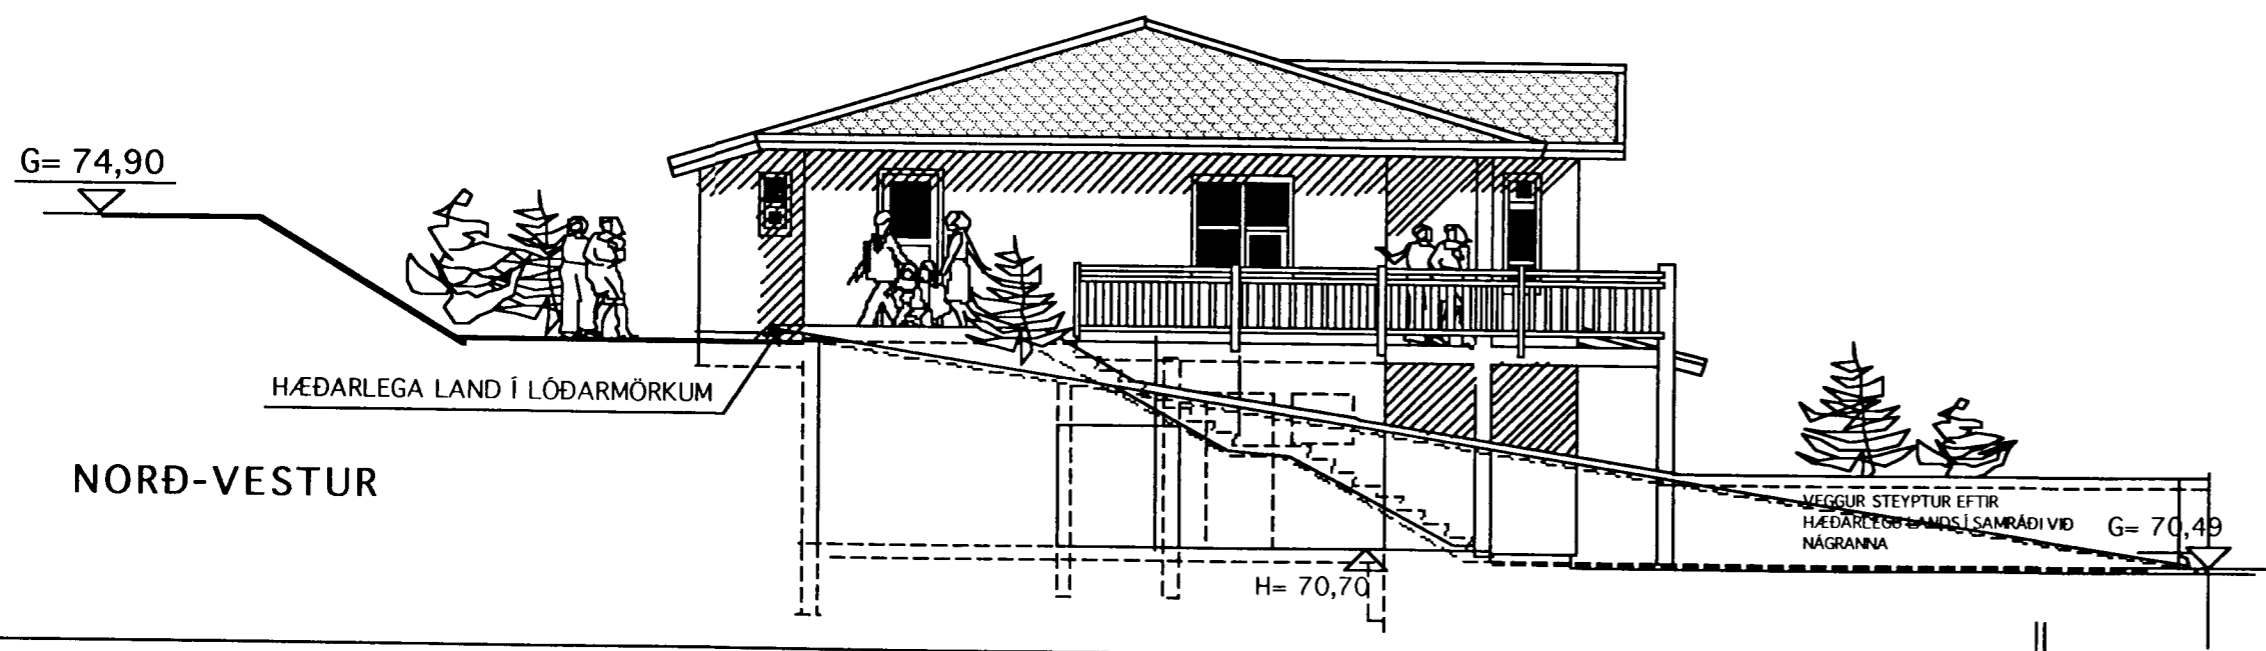 G= 74,90
HÆÐARLEGA LAND Í LÓÐARMÖRKUM
NORÐ-VESTUR
VEGGUR STEYPTUR EFTIR
HÆÐARLEGU LANDS Í SAMRÁÐI VIÐ
NÁGRANNA
G= 70,49
H= 70,70